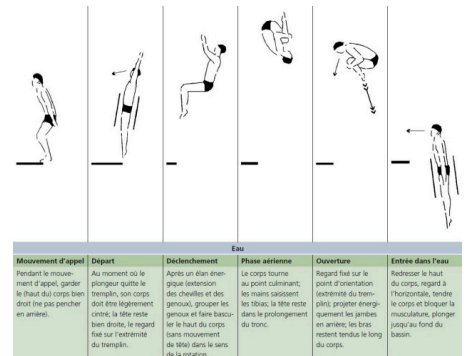 Eau
Mouvement d'appel
Pendant le mouve-
ment d'appel, garder
le (haut du) corps bien
droit (ne pas pencher
en arrière).
Départ
Au moment où le
plongeur quitte le
tremplin, son corps
doit être légèrement
cintré; la tête reste
bien droite, le regard
fixé sur l'extrémité
du tremplin.
Déclenchement
Après un élan éner-
gique (extension
des chevilles et des
genoux), grouper les
genoux et faire bascu-
ler le haut du corps
(sans mouvement
de tête) dans le sens
de la rotation.
Phase aérienne
Le corps tourne
au point culminant;
les mains saisissent
les tibias; la tête reste
dans le prolongement
du tronc.
Ouverture
Regard fixé sur le
point d'orientation
(extrémité du trem-
plin); projeter énergi-
quement les jambes
en arrière; les bras
restent tendus le long
du corps.
Entrée dans l'eau
Redresser le haut
du corps, regard à
l'horizontale, tendre
le corps et bloquer la
musculature, plonger
jusqu'au fond du
bassin.